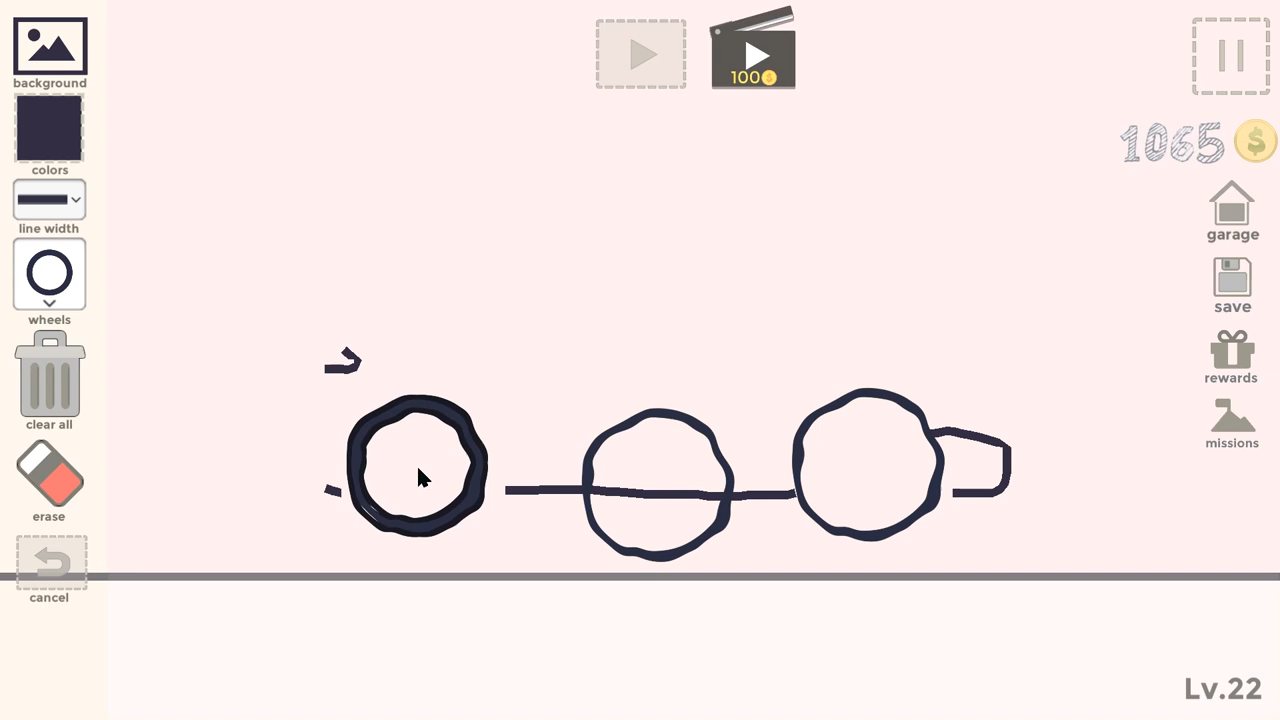 background
colors
line width
wheels
clear all
erase
cancel
100
1065
garage
save
rewards
missions
Lv.22